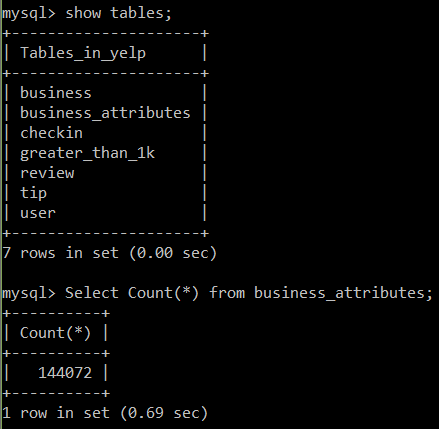 mysql> show tables;
+--------------------+
| Tables_in_yelp     |
+--------------------+
| business           |
| business_attributes |
| checkin            |
| greater_than_1k    |
| review             |
| tip                |
| user               |
+--------------------+
7 rows in set (0.00 sec)
mysql> Select Count(*) from business_attributes;
+----------+
| Count(*) |
+----------+
|   144072 |
+----------+
1 row in set (0.69 sec)